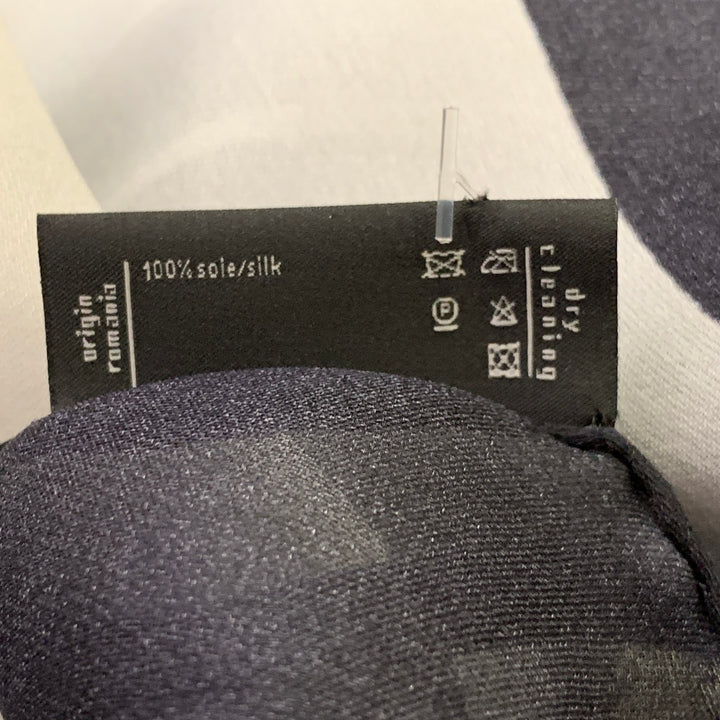 origin
romania
100% soie/silk
P
dry
cleaning